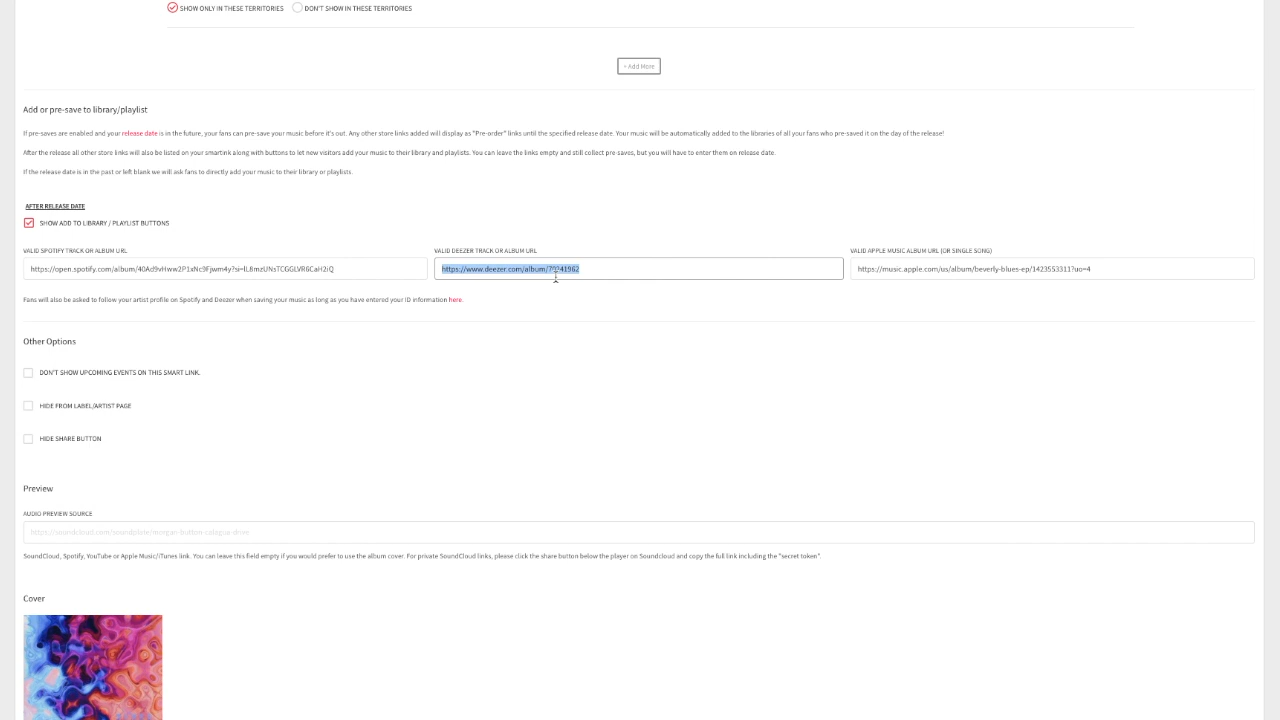 SHOW ONLY IN THESE TERRITORIES DON'T SHOW IN THESE TERRITORIES
+ Add More
Add or pre-save to library/playlist
If pre-saves are enabled and your release date is in the future, your fans can pre-save your music before it's out. Any other store links added will display as "Pre-order" links until the specified release date. Your music will be automatically added to the libraries of all your fans who pre-saved it on the day of the release!
After the release all other store links will also be listed on your smartink along with buttons to let new visitors add your music to their library and playlists. You can leave the links empty and still collect pre-saves, but you will have to enter them on release date.
If the release date is in the past or left blank we will ask fans to directly add your music to their library or playlists.
AFTER RELEASE DATE
SHOW ADD TO LIBRARY / PLAYLIST BUTTONS
VALID SPOTIFY TRACK OR ALBUM URL VALID DEEZER TRACK OR ALBUM URL VALID APPLE MUSIC ALBUM URL (OR SINGLE SONG)
https://music.apple.com/us/album/beverly-blues-ep/1423553311?uo=4
Fans will also be asked to follow your artist profile on Spotify and Deezer when saving your music as long as you have entered your ID information here.
Other Options
DON'T SHOW UPCOMING EVENTS ON THIS SMART LINK.
HIDE FROM LABEL/ARTIST PAGE
HIDE SHARE BUTTON
Preview
AUDIO PREVIEW SOURCE
SoundCloud, Spotify, YouTube or Apple Music/iTunes link. You can leave this field empty if you would prefer to use the album cover. For private SoundCloud links, please click the share button below the player on Soundcloud and copy the full link including the "secret token".
Cover